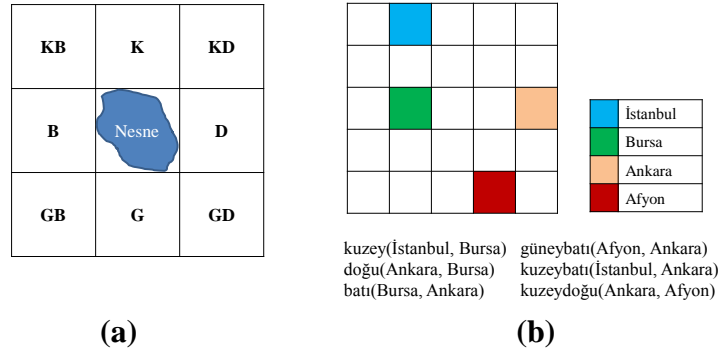 KB K KD
B Nesne D
GB G GD
(a)
İstanbul
Bursa
Ankara
Afyon
kuzey(İstanbul, Bursa) güneybatı(Afyon, Ankara)
doğu(Ankara, Bursa) kuzeybatı(İstanbul, Ankara)
batı(Bursa, Ankara) kuzeydoğu(Ankara, Afyon)
(b)